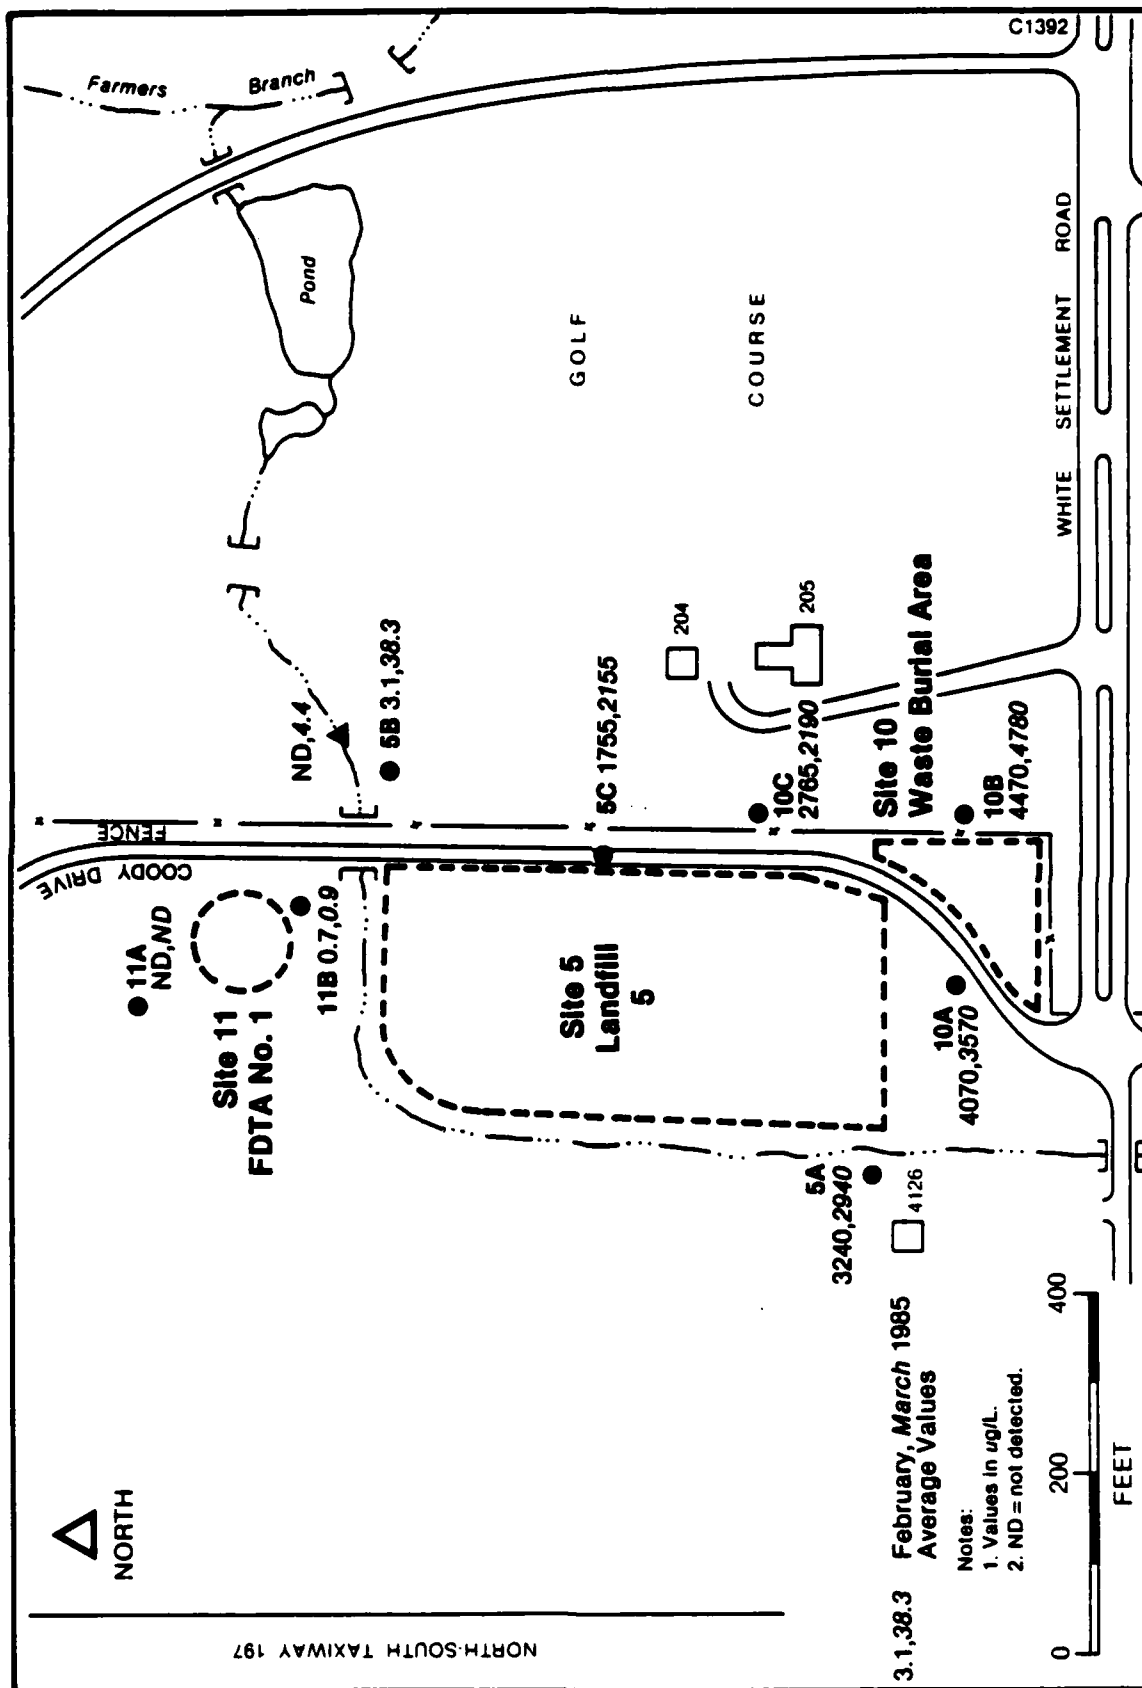 NORTH
NORTH-SOUTH TAXIWAY 197
11A
ND,ND
Site 11
FDTA No. 1
11B 0.7,0.9
COODY DRIVE
FENCE
ND,4.4
5B 3.1,38.3
Farmers Branch
Pond
Site 5
Landfill
5
5C 1755,2155
GOLF
COURSE
204
205
10C
2765,2190
Site 10
Waste Burial Area
10B
4470,4780
10A
4070,3570
5A
3240,2940
4126
WHITE SETTLEMENT ROAD
C1392
3.1,38.3 February, March 1985
Average Values
Notes:
1. Values in ug/L.
2. ND = not detected.
0 200 400
FEET